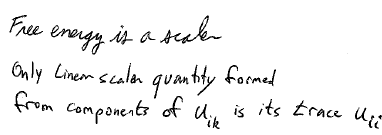 Free energy is a scalar
Only linear scalar quantity formed
from components of U_ik is its trace U_ii